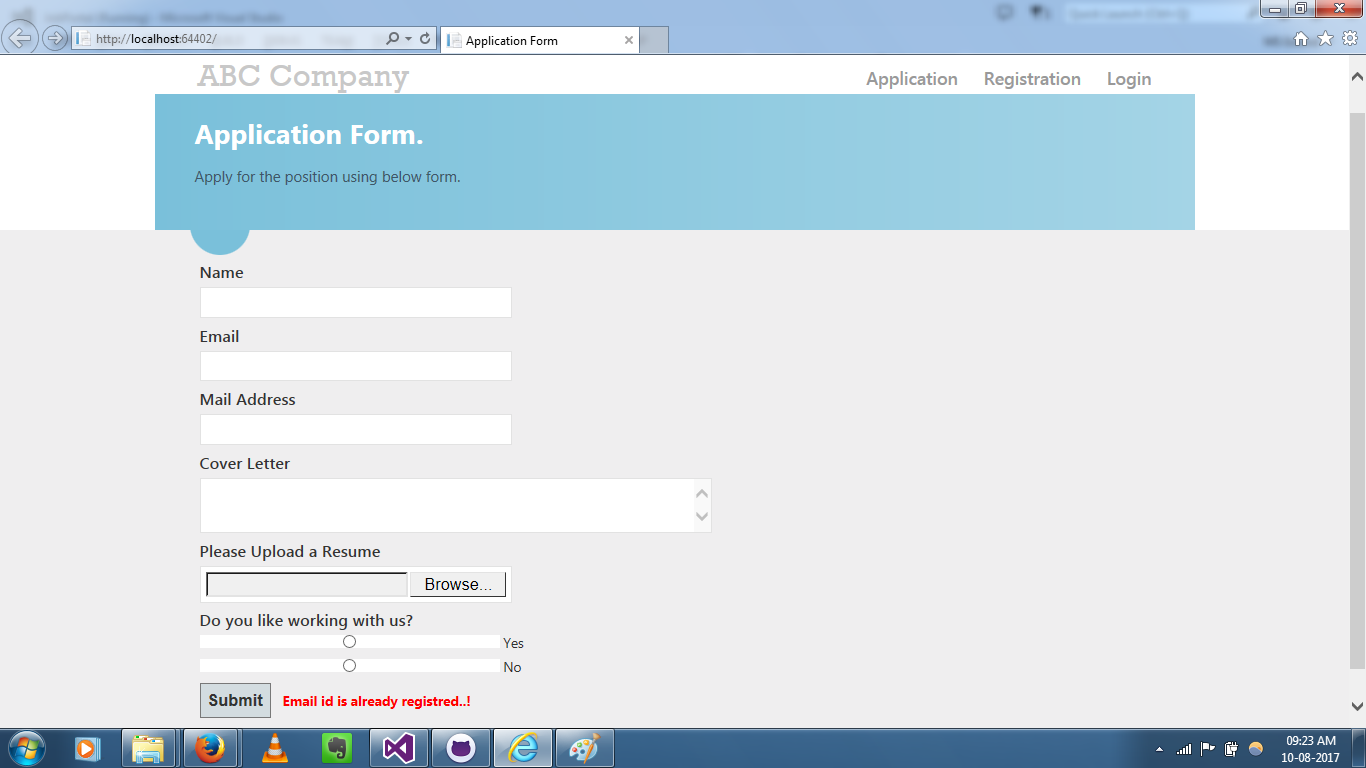 http://localhost:64402/
Application Form
ABC Company
Application Registration Login
Application Form.
Apply for the position using below form.
Name
Email
Mail Address
Cover Letter
Please Upload a Resume
Browse...
Do you like working with us?
Yes
No
Submit Email id is already registred..!
09:23 AM
10-08-2017